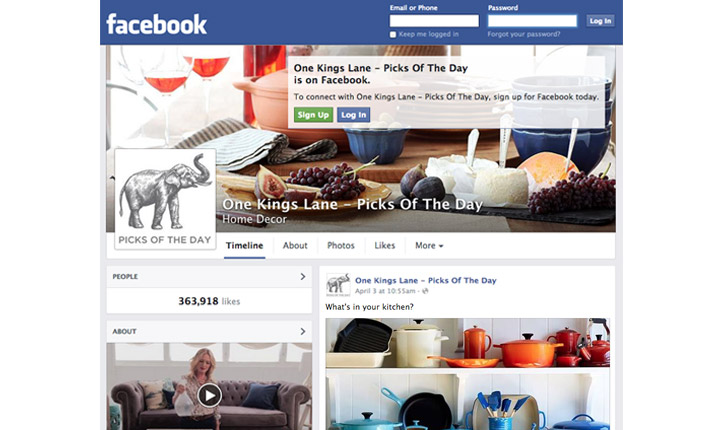 facebook
Email or Phone
Password
Log In
Keep me logged in
Forgot your password?
One Kings Lane – Picks Of The Day
is on Facebook.
To connect with One Kings Lane – Picks Of The Day, sign up for Facebook today.
Sign Up
Log In
PICKS OF THE DAY
One Kings Lane – Picks Of The Day
Home Decor
Timeline
About
Photos
Likes
More
PEOPLE
363,918 likes
ABOUT
One Kings Lane – Picks Of The Day
April 3 at 10:55am ·
What's in your kitchen?